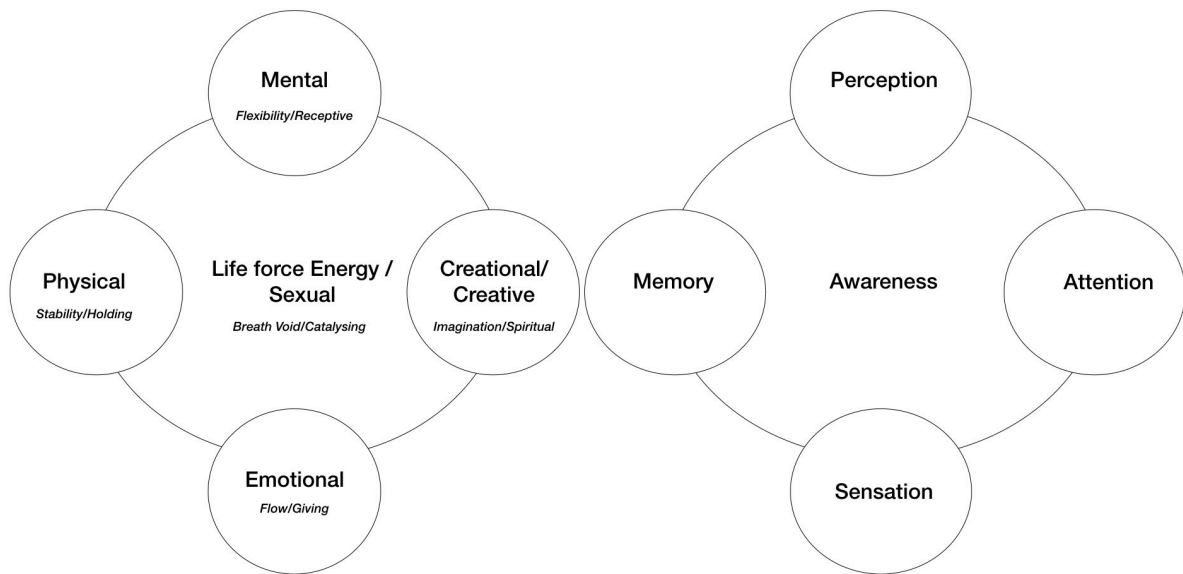 Mental
Flexibility/Receptive
Physical
Stability/Holding
Life force Energy /
Sexual
Breath Void/Catalysing
Creational/
Creative
Imagination/Spiritual
Emotional
Flow/Giving
Perception
Memory
Awareness
Attention
Sensation